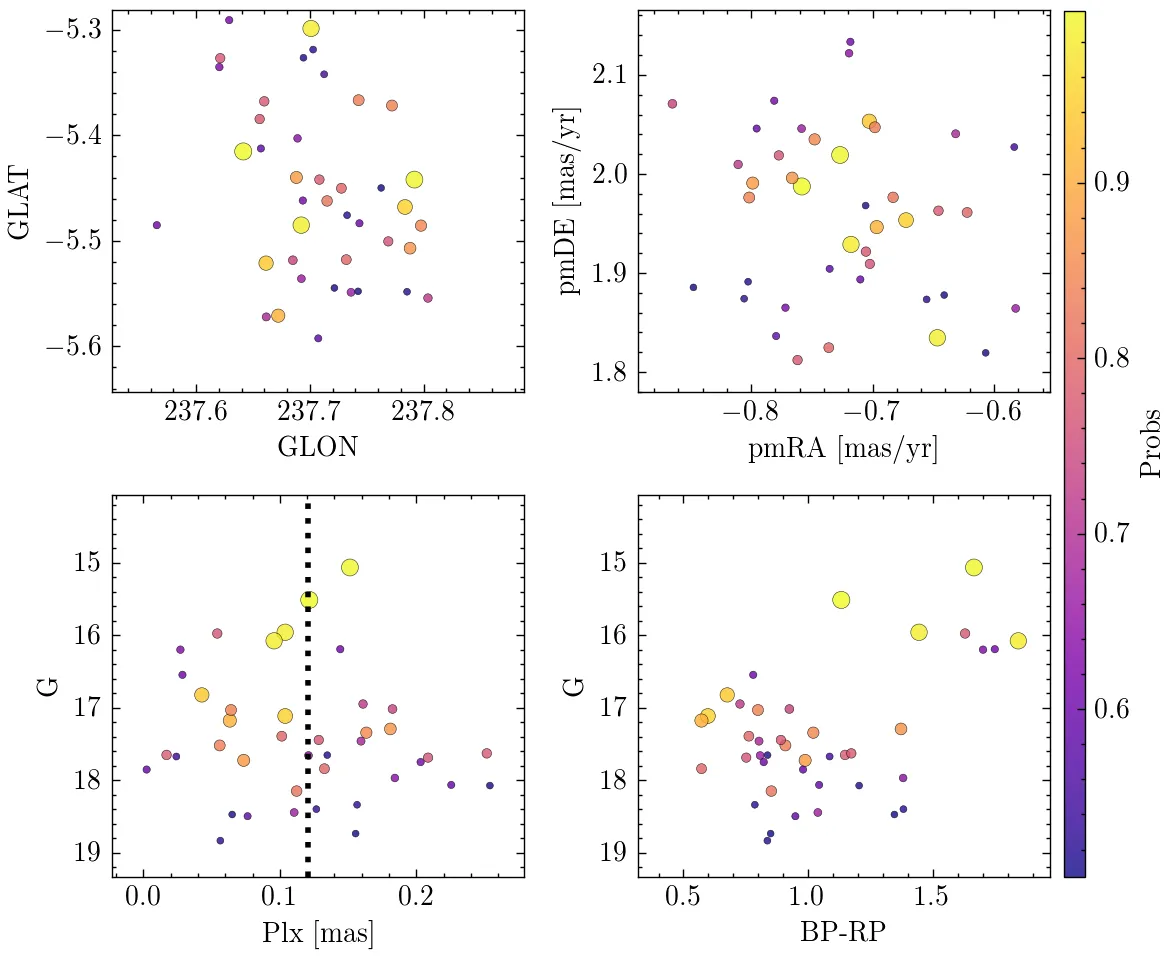 −5.3
−5.4
−5.5
−5.6
GLAT
237.6 237.7 237.8
GLON
2.1
2.0
1.9
1.8
pmDE [mas/yr]
−0.8 −0.7 −0.6
pmRA [mas/yr]
15
16
17
18
19
G
0.0 0.1 0.2
Plx [mas]
15
16
17
18
19
G
0.5 1.0 1.5
BP-RP
0.9
0.8
0.7
0.6
Probs